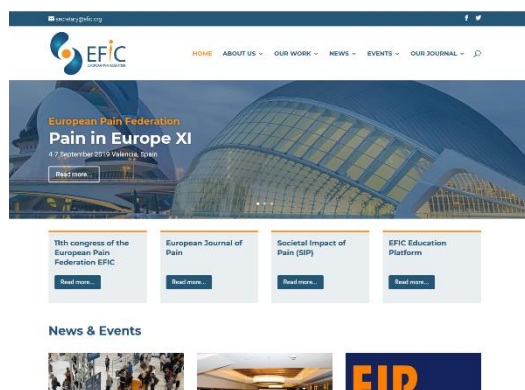 secretary@efic.org
EFIC
HOME ABOUT US OUR WORK NEWS EVENTS OUR JOURNAL
European Pain Federation
Pain in Europe XI
4-7 September 2019 Valencia, Spain
Read more...
11th congress of the
European Pain
Federation EFIC
Read more...
European Journal of
Pain
Read more...
Societal Impact of
Pain (SIP)
Read more...
EFIC Education
Platform
Read more...
News & Events